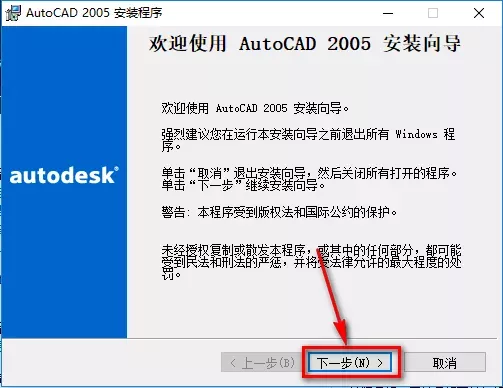 AutoCAD 2005 安装程序
欢迎使用 AutoCAD 2005 安装向导
欢迎使用 AutoCAD 2005 安装向导。
强烈建议您在运行本安装向导之前退出所有 Windows 程
序。
单击“取消”退出安装向导，然后关闭所有打开的程序。
单击“下一步”继续安装向导。
autodesk®
警告: 本程序受到版权法和国际公约的保护。
未经授权复制或散发本程序，或其中的任何部分，都可能
受到民法和刑法的严惩，并将受法律允许的最大程度的处
罚。
< 上一步(B) 下一步(N) > 取消